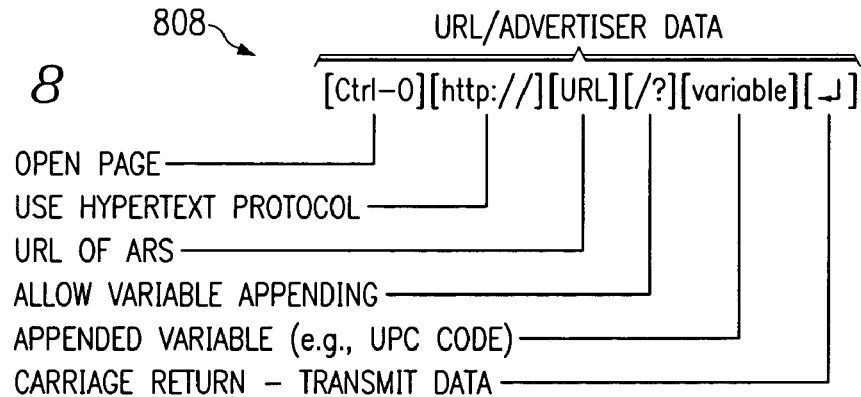 808
URL/ADVERTISER DATA
8
[Ctrl-O][http://][URL][/?][variable][↵]
OPEN PAGE
USE HYPERTEXT PROTOCOL
URL OF ARS
ALLOW VARIABLE APPENDING
APPENDED VARIABLE (e.g., UPC CODE)
CARRIAGE RETURN - TRANSMIT DATA